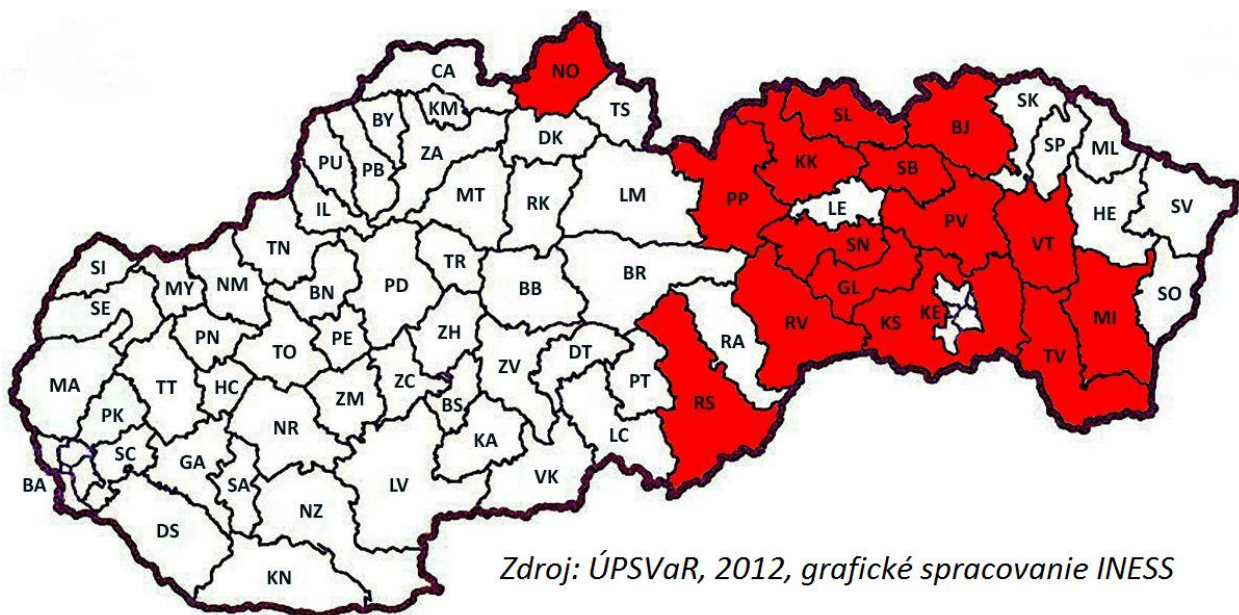 CA
NO
KM
TS
BY
DK
ZA
PU
PB
IL
MT
RK
LM
SL
BJ
SK
SP
ML
KK
SB
PP
LE
HE
SV
PV
VT
SN
TN
TR
SI
MY
NM
BN
PD
BB
BR
GL
SO
SE
PN
PE
ZH
RV
KS
KE
MI
TO
DT
RA
TV
MA
TT
HC
ZM
ZC
BS
ZV
PT
RS
PK
NR
KA
LC
SC
GA
BA
SA
LV
VK
DS
NZ
KN
Zdroj: ÚPSVaR, 2012, grafické spracovanie INESS